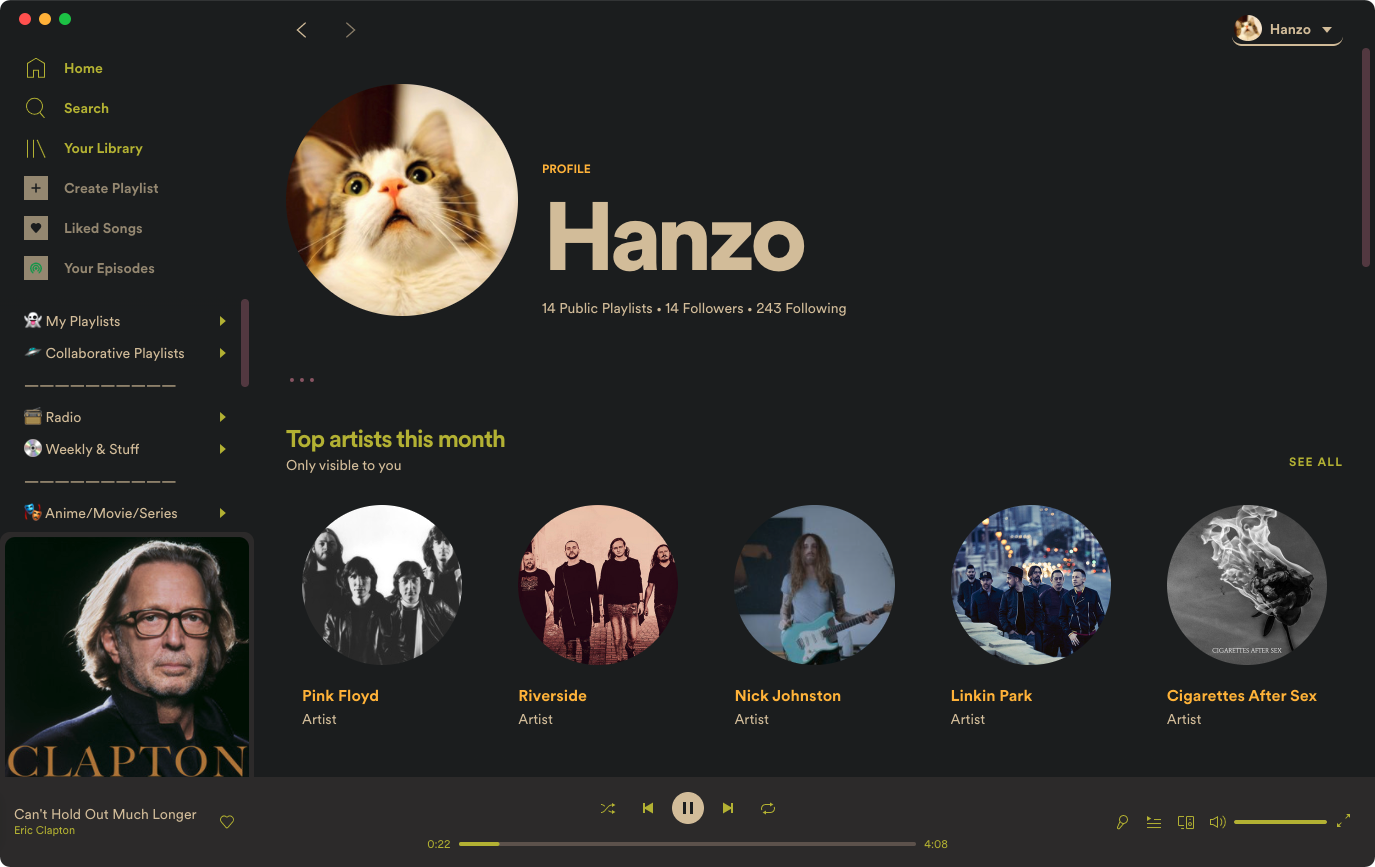 Hanzo
Home
Search
Your Library
Create Playlist
Liked Songs
Your Episodes
My Playlists
Collaborative Playlists
——————————
Radio
Weekly & Stuff
——————————
Anime/Movie/Series
CLAPTON
PROFILE
Hanzo
14 Public Playlists • 14 Followers • 243 Following
Top artists this month
Only visible to you
SEE ALL
CIGARETTES AFTER SEX
Pink Floyd
Artist
Riverside
Artist
Nick Johnston
Artist
Linkin Park
Artist
Cigarettes After Sex
Artist
Can't Hold Out Much Longer
Eric Clapton
0:22
4:08